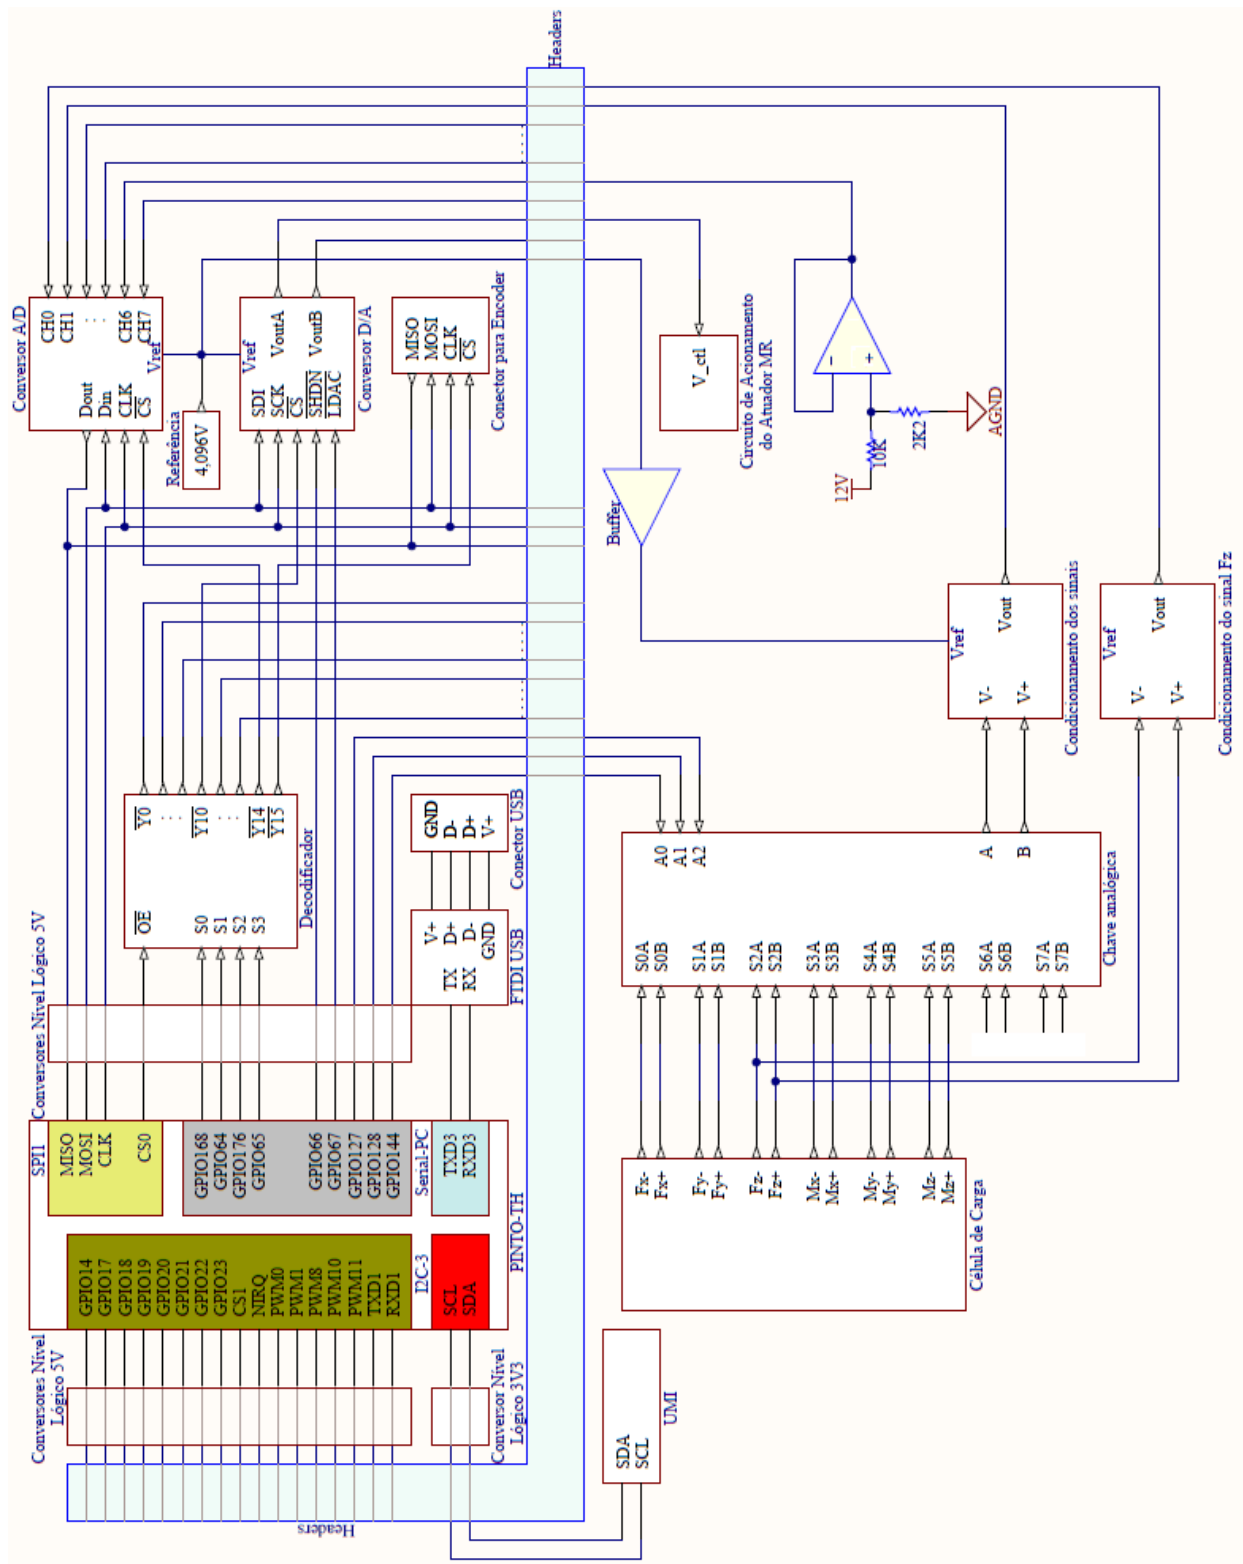 Headers
Conversor A/D
CH0
CH1
:
:
CH6
CH7
Dout
Din
CLK
CS
Vref
Referência
4,096V
Conversor D/A
Vref
VoutA
VoutB
SDI
SCK
CS
SHDN
LDAC
Conector para Encoder
MISO
MOSI
CLK
CS
Decodificador
OE
S0
S1
S2
S3
Y0
:
:
Y10
:
:
Y14
Y15
Conector USB
GND
D-
D+
V+
FTDI USB
V+
D+
D-
GND
TX
RX
Conversores Nível Lógico 5V
SPI1
MISO
MOSI
CLK
CS0
GPIO168
GPIO64
GPIO176
GPIO65
GPIO66
GPIO67
GPIO127
GPIO128
GPIO144
Serial-PC
TXD3
RXD3
PINTO-TH
GPIO14
GPIO17
GPIO18
GPIO19
GPIO20
GPIO21
GPIO22
GPIO23
CS1
NIRQ
PWM0
PWM1
PWM8
PWM10
PWM11
TXD1
RXD1
I2C-3
SCL
SDA
Conversores Nível
Lógico 5V
Conversor Nível
Lógico 3V3
Headers
UMI
SDA
SCL
Circuito de Acionamento
do Atuador MR
V_ctl
Buffer
-
+
12V
10K
2K2
AGND
Condicionamento dos sinais
Vref
Vout
V-
V+
Condicionamento do sinal Fz
Vref
Vout
V-
V+
Chave analógica
A0
A1
A2
A
B
S0A
S0B
S1A
S1B
S2A
S2B
S3A
S3B
S4A
S4B
S5A
S5B
S6A
S6B
S7A
S7B
Célula de Carga
Fx-
Fx+
Fy-
Fy+
Fz-
Fz+
Mx-
Mx+
My-
My+
Mz-
Mz+